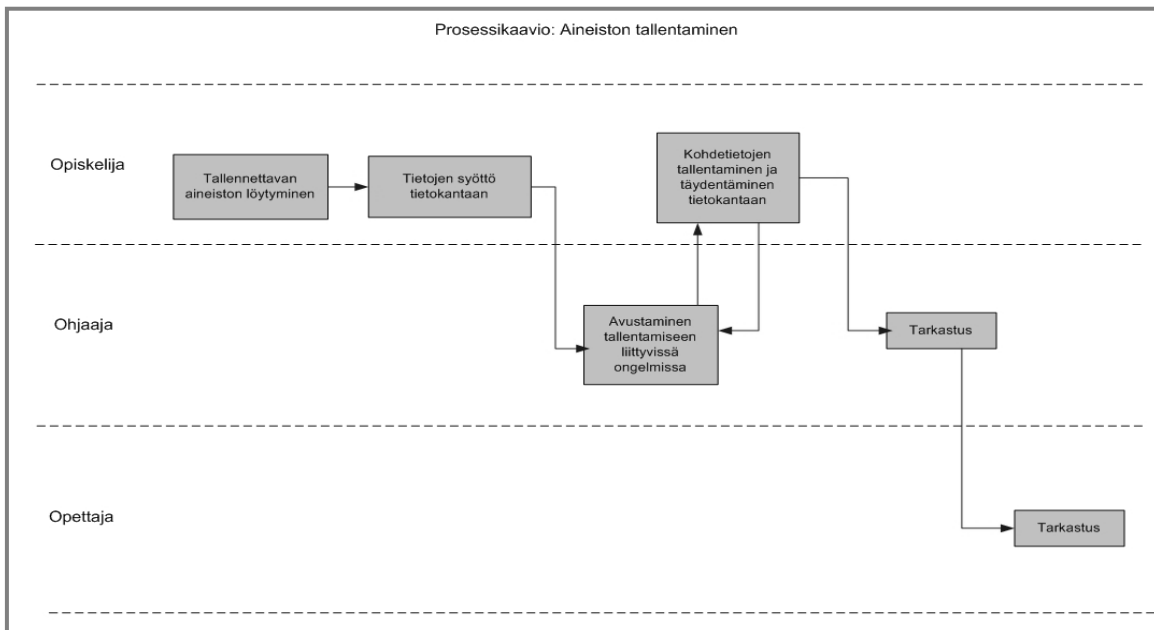 Prosessikaavio: Aineiston tallentaminen
Opiskelija
Tallennettavan
aineiston löytyminen
Tietojen syöttö
tietokantaan
Kohdetietojen
tallentaminen ja
täydentäminen
tietokantaan
Ohjaaja
Avustaminen
tallentamiseen
liittyvissä
ongelmissa
Tarkastus
Opettaja
Tarkastus